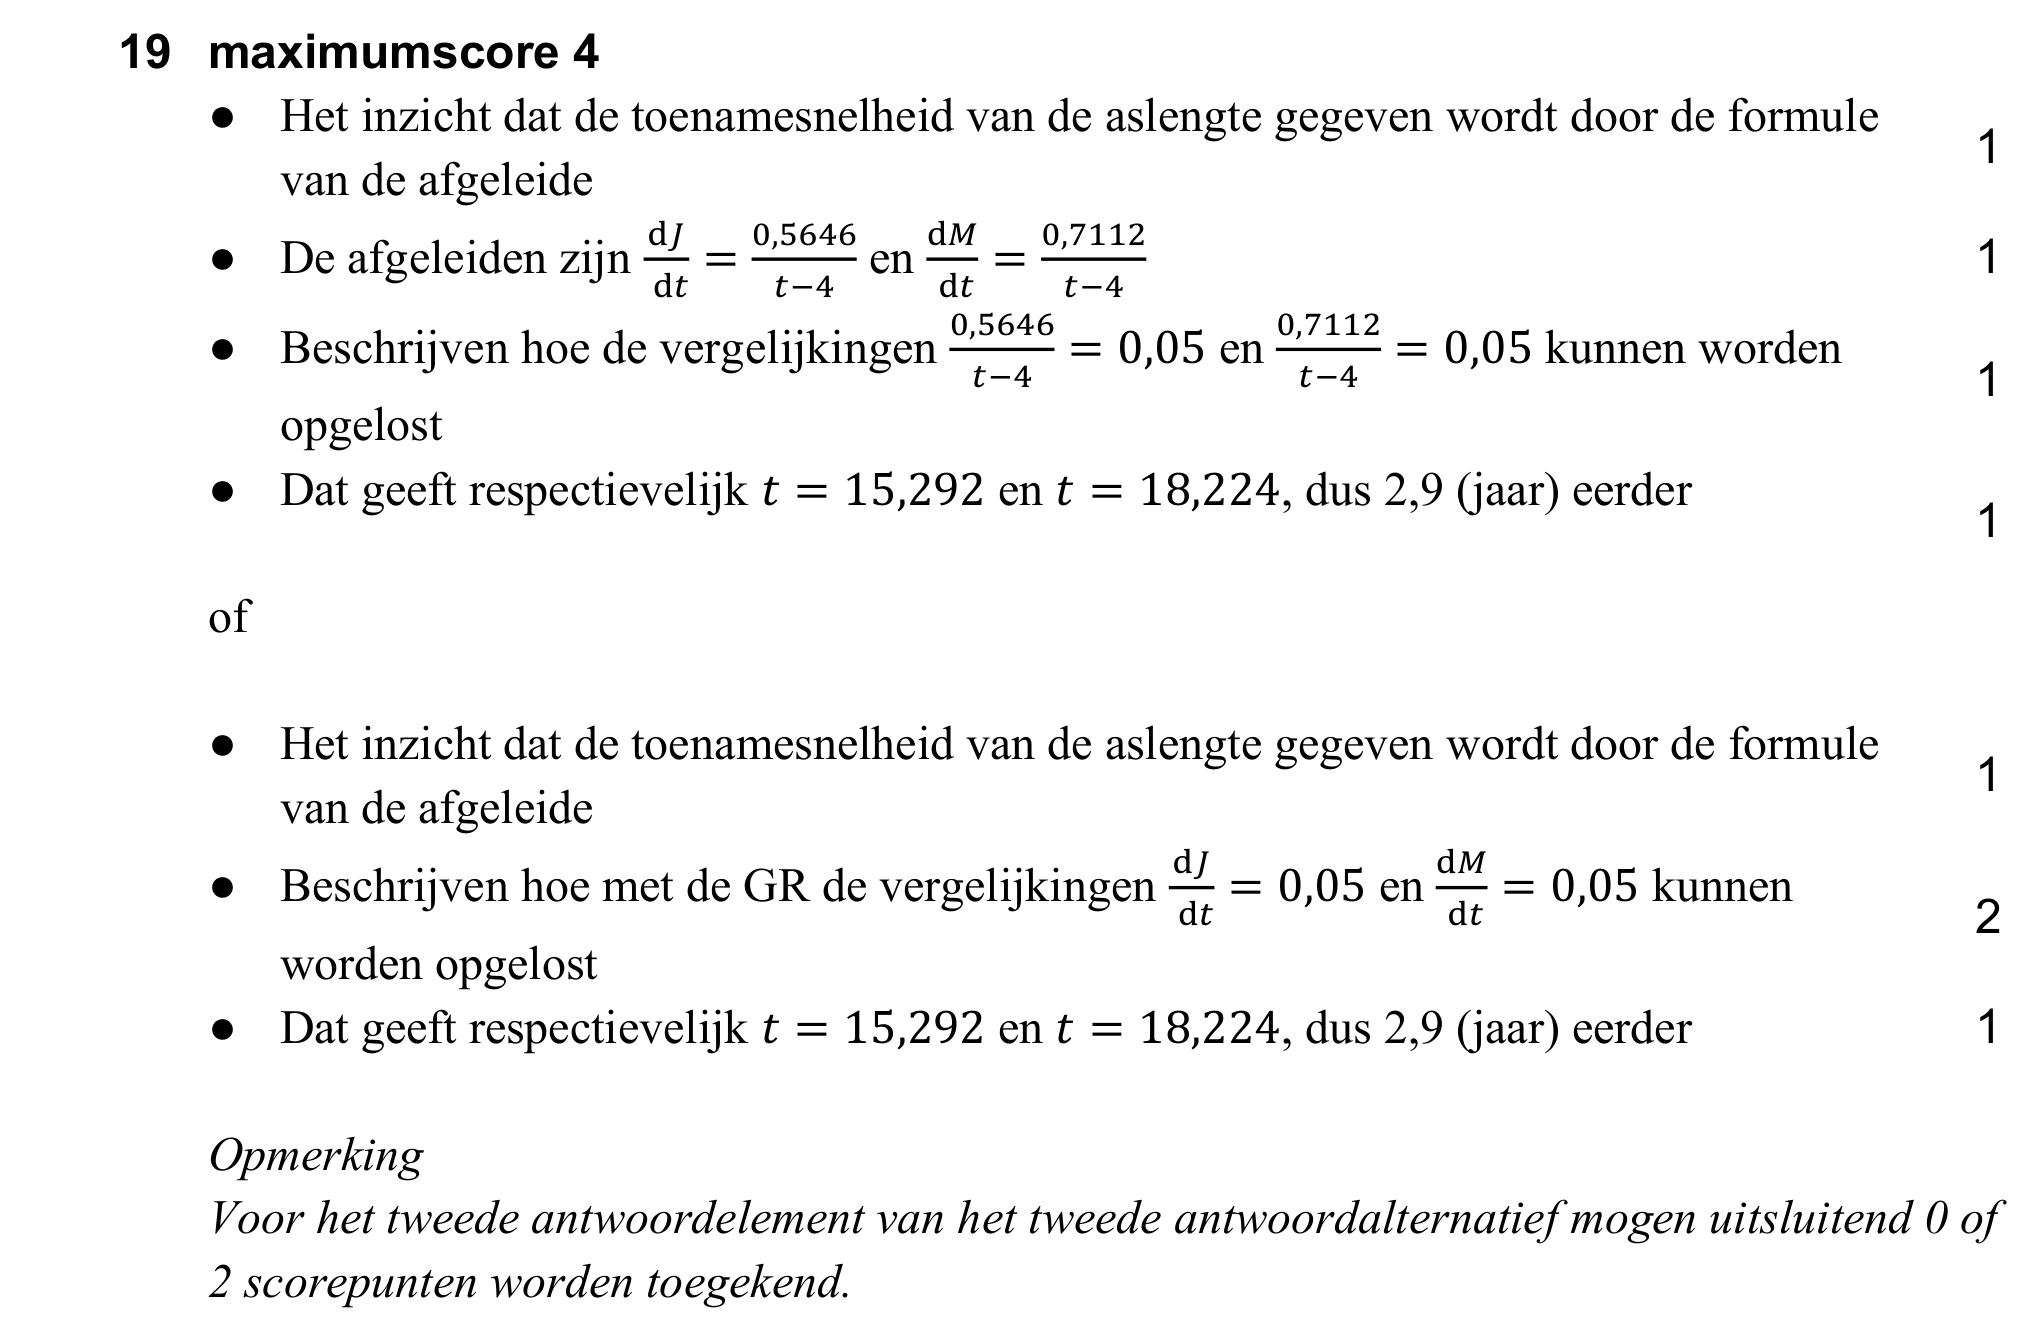 19 maximumscore 4
● Het inzicht dat de toenamesnelheid van de aslengte gegeven wordt door de formule
van de afgeleide 1
● De afgeleiden zijn dJ/dt = 0,5646/(t−4) en dM/dt = 0,7112/(t−4) 1
● Beschrijven hoe de vergelijkingen 0,5646/(t−4) = 0,05 en 0,7112/(t−4) = 0,05 kunnen worden
opgelost 1
● Dat geeft respectievelijk t = 15,292 en t = 18,224, dus 2,9 (jaar) eerder 1
of
● Het inzicht dat de toenamesnelheid van de aslengte gegeven wordt door de formule
van de afgeleide 1
● Beschrijven hoe met de GR de vergelijkingen dJ/dt = 0,05 en dM/dt = 0,05 kunnen
worden opgelost 2
● Dat geeft respectievelijk t = 15,292 en t = 18,224, dus 2,9 (jaar) eerder 1
Opmerking
Voor het tweede antwoordelement van het tweede antwoordalternatief mogen uitsluitend 0 of
2 scorepunten worden toegekend.